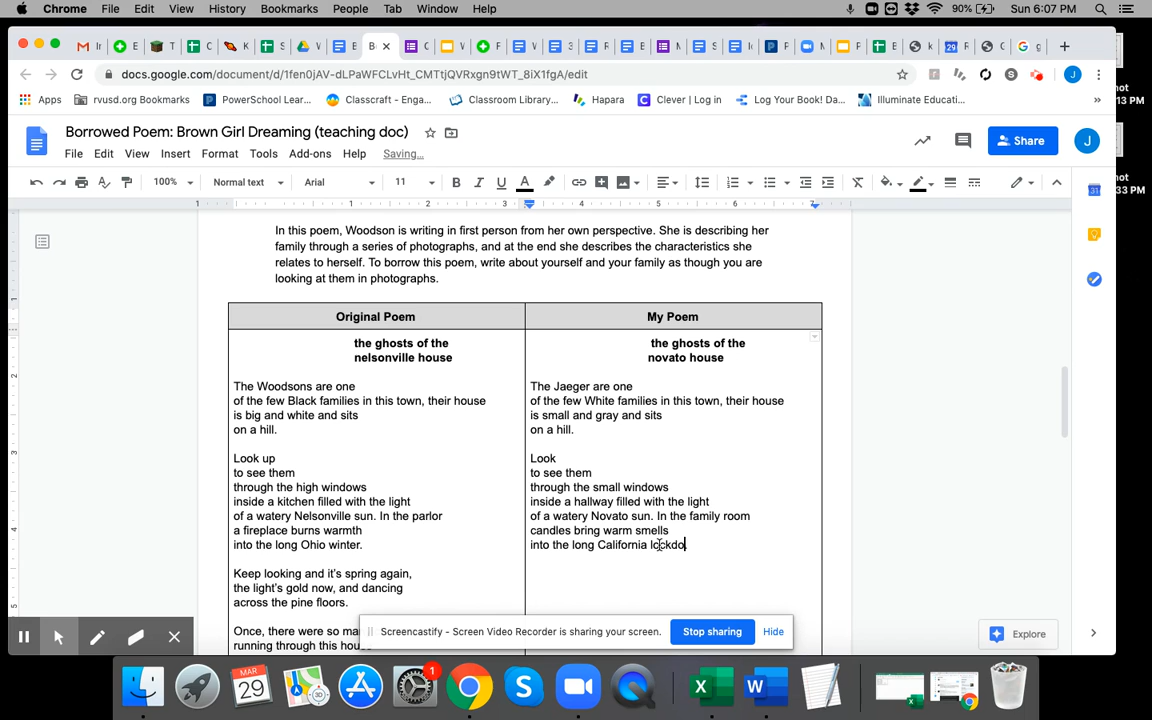 Chrome File Edit View History Bookmarks People Tab Window Help 90% Sun 6:07 PM
docs.google.com/document/d/1fen0jAV-dLPaWFCLvHt_CMTtjQVRxgn9tWT_8iX1fgA/edit
Apps rvusd.org Bookmarks PowerSchool Lear... Classcraft - Enga... Classroom Library... Hapara Clever | Log in Log Your Book! Da... Illuminate Educati...
Borrowed Poem: Brown Girl Dreaming (teaching doc)
File Edit View Insert Format Tools Add-ons Help Saving...
Share
100% Normal text Arial 11
In this poem, Woodson is writing in first person from her own perspective. She is describing her
family through a series of photographs, and at the end she describes the characteristics she
relates to herself. To borrow this poem, write about yourself and your family as though you are
looking at them in photographs.
Original Poem
the ghosts of the
nelsonville house
The Woodsons are one
of the few Black families in this town, their house
is big and white and sits
on a hill.
Look up
to see them
through the high windows
inside a kitchen filled with the light
of a watery Nelsonville sun. In the parlor
a fireplace burns warmth
into the long Ohio winter.
Keep looking and it's spring again,
the light's gold now, and dancing
across the pine floors.
Once, there were so ma
running through this hou
My Poem
the ghosts of the
novato house
The Jaeger are one
of the few White families in this town, their house
is small and gray and sits
on a hill.
Look
to see them
through the small windows
inside a hallway filled with the light
of a watery Novato sun. In the family room
candles bring warm smells
into the long California lockdo
Screencastify - Screen Video Recorder is sharing your screen. Stop sharing Hide
Explore
MAR
29
1